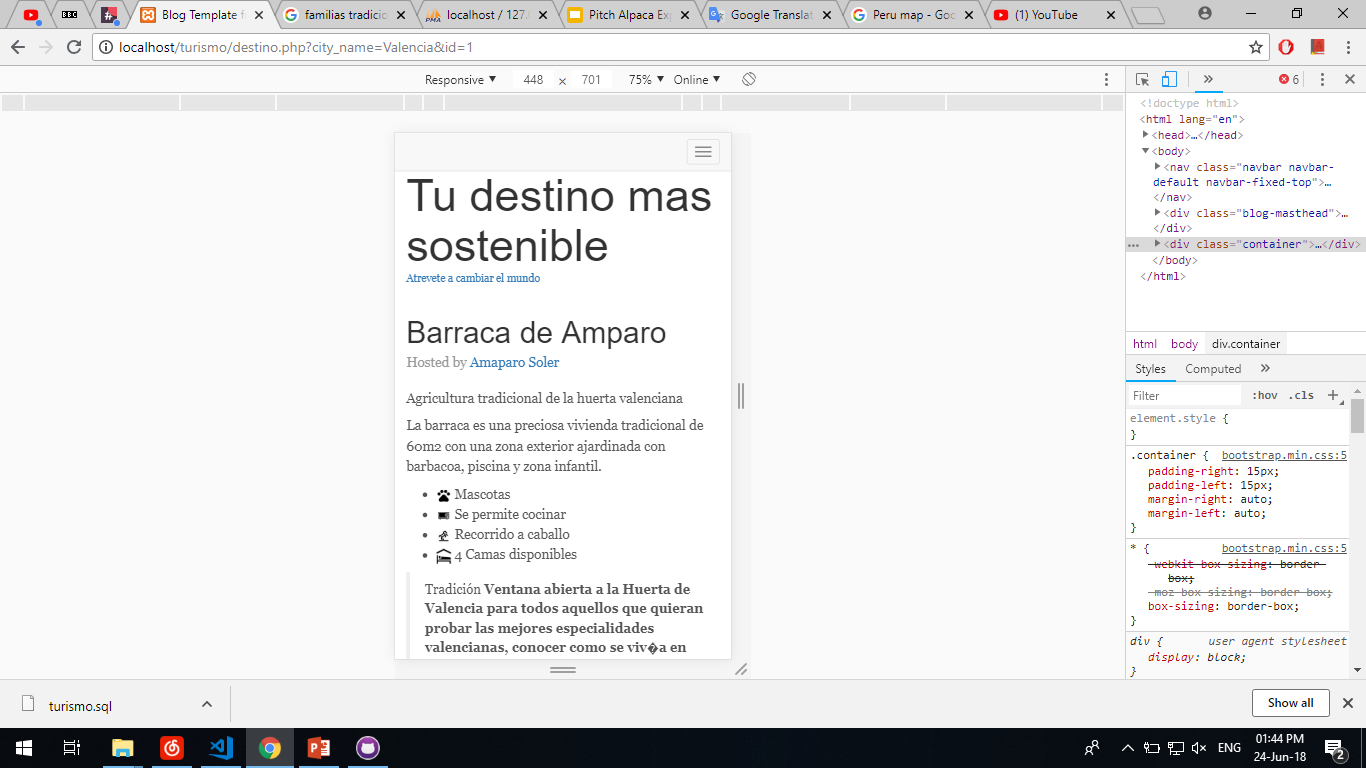 Blog Template f
familias tradicio
localhost / 127.
Pitch Alpaca Exp
Google Translat
Peru map - Goo
(1) YouTube
localhost/turismo/destino.php?city_name=Valencia&id=1
Responsive ▼ 448 × 701 75% ▼ Online ▼
6
Tu destino mas
sostenible
Atrevete a cambiar el mundo
Barraca de Amparo
Hosted by Amaparo Soler
Agricultura tradicional de la huerta valenciana
La barraca es una preciosa vivienda tradicional de
60m2 con una zona exterior ajardinada con
barbacoa, piscina y zona infantil.
• Mascotas
• Se permite cocinar
• Recorrido a caballo
• 4 Camas disponibles
Tradición Ventana abierta a la Huerta de
Valencia para todos aquellos que quieran
probar las mejores especialidades
valencianas, conocer como se viv�a en
<!doctype html>
<html lang="en">
<head>…</head>
<body>
<nav class="navbar navbar-
default navbar-fixed-top">…
</nav>
<div class="blog-masthead">…
</div>
<div class="container">…</div>
</body>
</html>
html body div.container
Styles Computed »
Filter :hov .cls +
element.style {
}
.container { bootstrap.min.css:5
padding-right: 15px;
padding-left: 15px;
margin-right: auto;
margin-left: auto;
}
* { bootstrap.min.css:5
-webkit-box-sizing: border-
box;
-moz-box-sizing: border-box;
box-sizing: border-box;
}
div { user agent stylesheet
display: block;
}
turismo.sql
Show all
ENG
01:44 PM
24-Jun-18
2